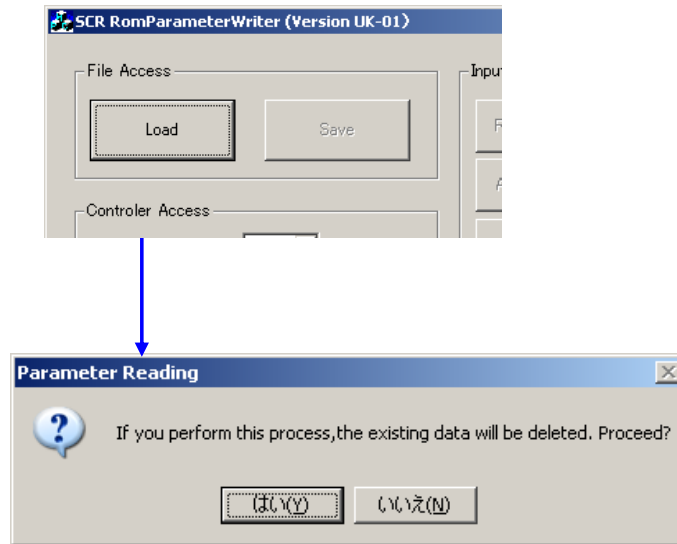 SCR RomParameterWriter (Version UK-01)
File Access
Inpu
Load
Save
R
A
Controler Access
Parameter Reading
If you perform this process,the existing data will be deleted. Proceed?
はい(Y)
いいえ(N)